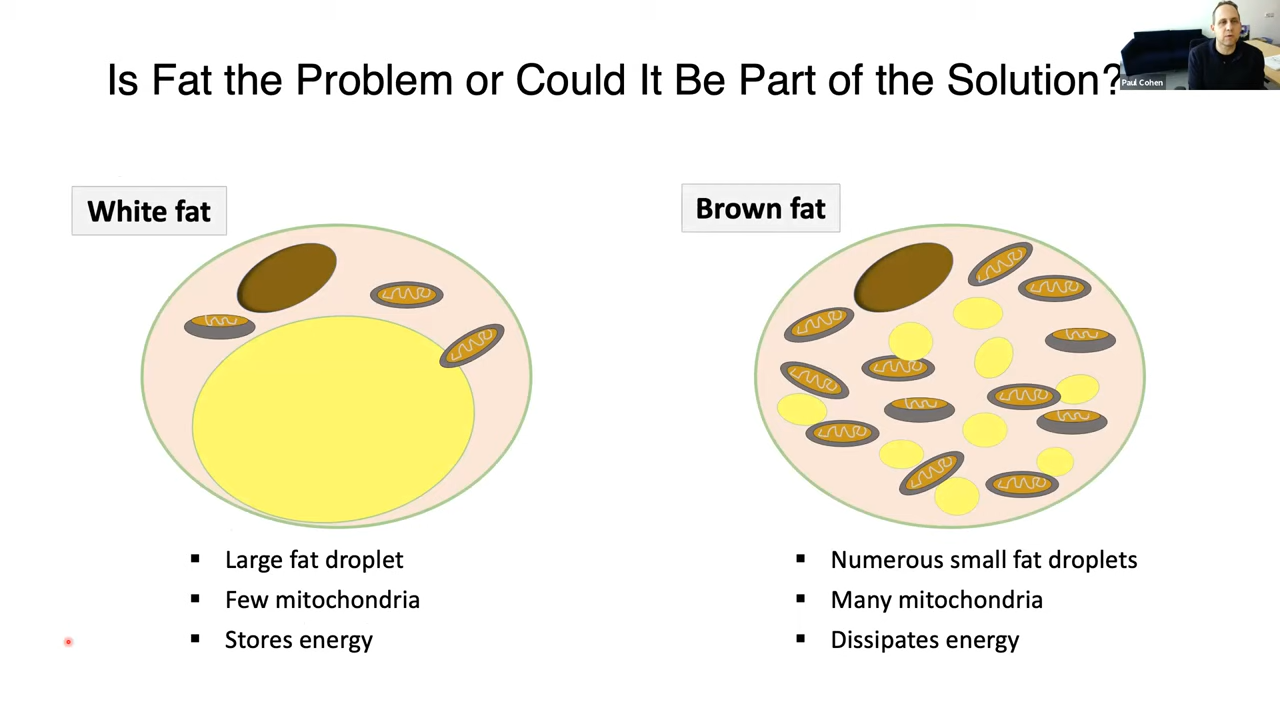 Is Fat the Problem or Could It Be Part of the Solution?
Paul Cohen
White fat
Brown fat
▪ Large fat droplet
▪ Few mitochondria
▪ Stores energy
▪ Numerous small fat droplets
▪ Many mitochondria
▪ Dissipates energy